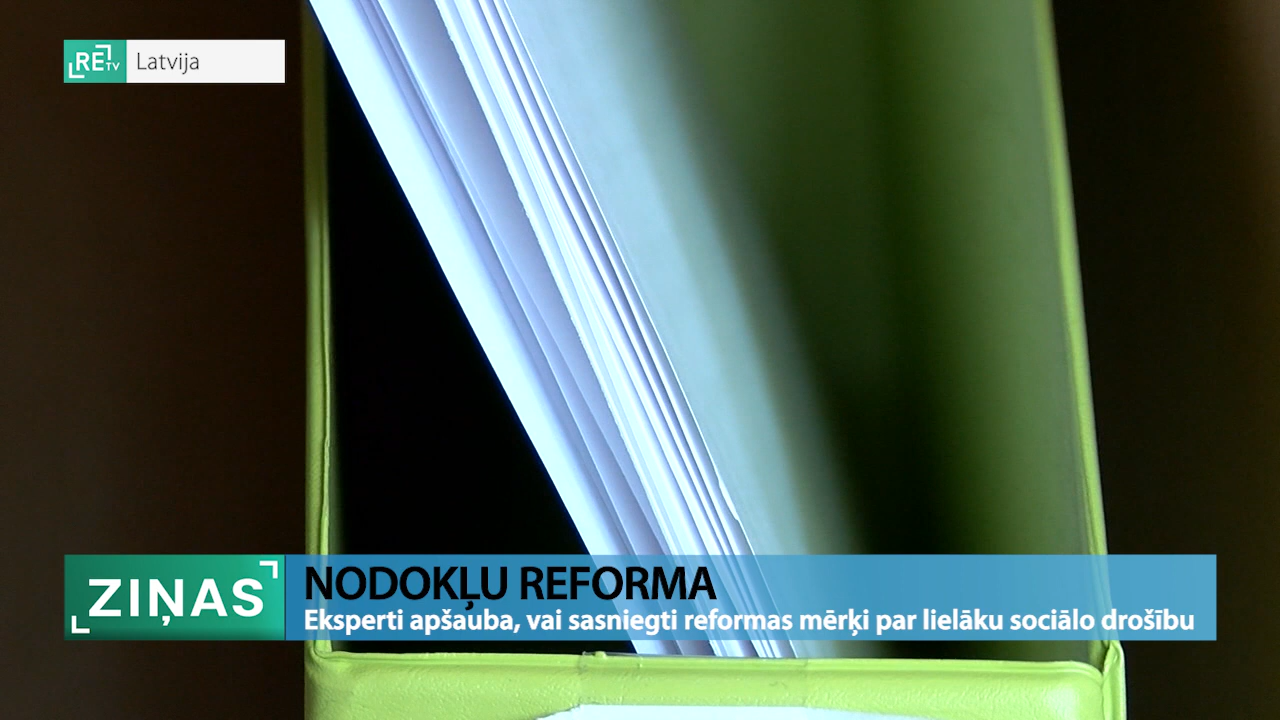 RE TV Latvija
ZIŅAS
NODOKĻU REFORMA
Eksperti apšauba, vai sasniegti reformas mērķi par lielāku sociālo drošību